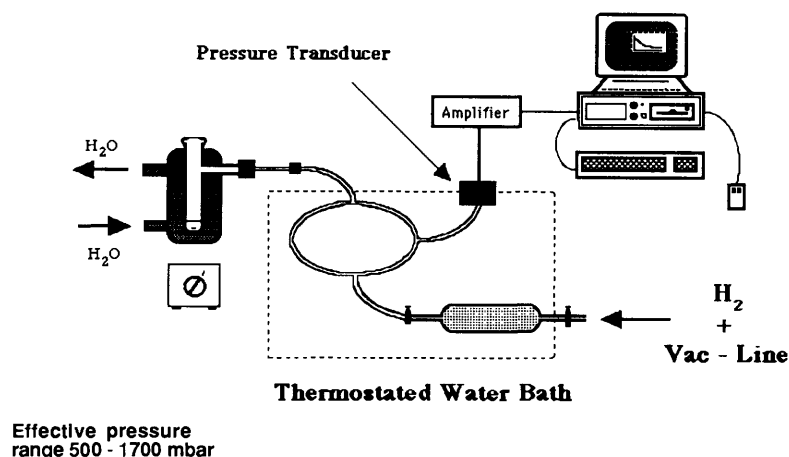 Pressure Transducer
Amplifier
H2O
H2O
H2
+
Vac - Line
Thermostated Water Bath
Effective pressure
range 500 - 1700 mbar